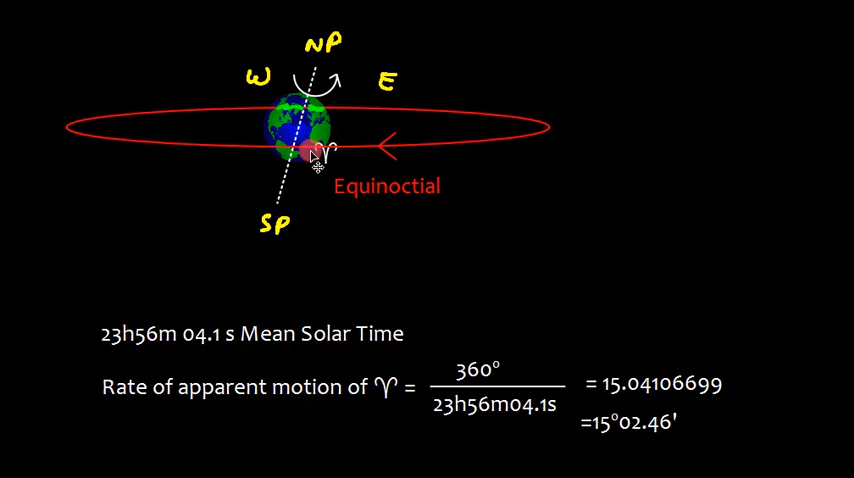 NP
W
E
♈
Equinoctial
SP
23h56m 04.1 s Mean Solar Time
Rate of apparent motion of ♈ =
360°
23h56m04.1s
= 15.04106699
=15°02.46'